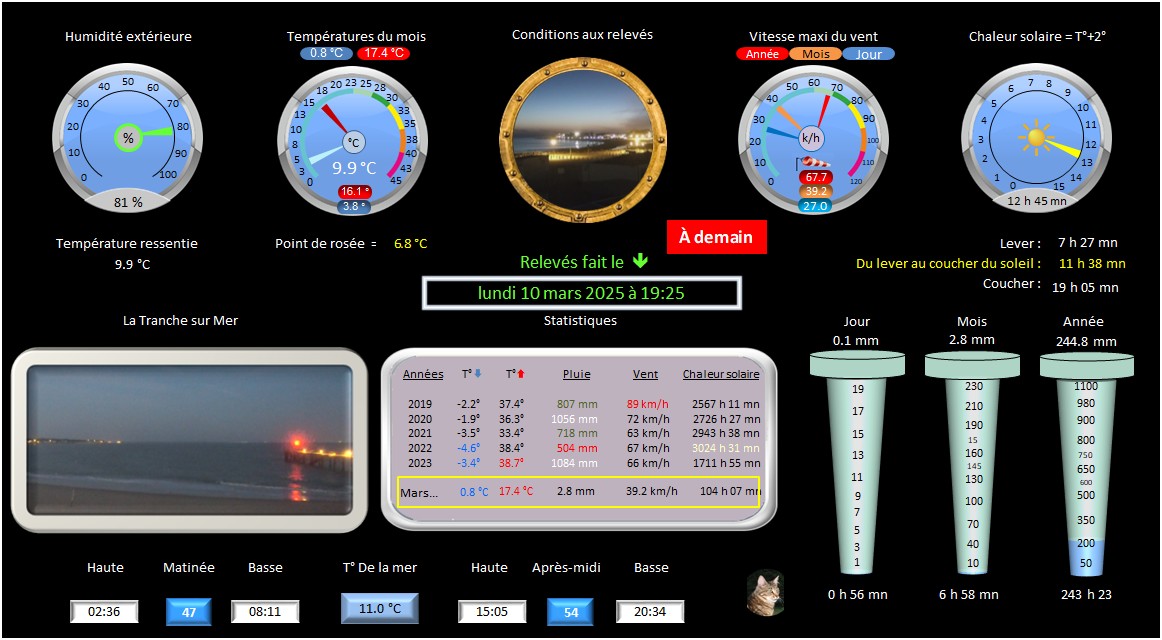 Humidité extérieure
Températures du mois
0.8 °C 17.4 °C
Conditions aux relevés
Vitesse maxi du vent
Année Mois Jour
Chaleur solaire = T°+2°
0 10 20 30 40 50 60 70 80 90 100
%
81 %
0 3 5 8 10 13 15 18 20 23 25 28 30 33 35 38 40 43 45
°C
9.9 °C
16.1 °
3.8 °
0 10 20 30 40 50 60 70 80 90 100 110 120
k/h
67.7
39.2
27.0
0 1 2 3 4 5 6 7 8 9 10 11 12 13 14 15
12 h 45 mn
Température ressentie
9.9 °C
Point de rosée = 6.8 °C
À demain
Relevés fait le
lundi 10 mars 2025 à 19:25
Lever : 7 h 27 mn
Du lever au coucher du soleil : 11 h 38 mn
Coucher : 19 h 05 mn
La Tranche sur Mer
Statistiques
Années T° T° Pluie Vent Chaleur solaire
2019 -2.2° 37.4° 807 mm 89 km/h 2567 h 11 mn
2020 -1.9° 36.3° 1056 mm 72 km/h 2726 h 27 mn
2021 -3.5° 33.4° 718 mm 63 km/h 2943 h 38 mn
2022 -4.6° 38.4° 504 mm 67 km/h 3024 h 31 mn
2023 -3.4° 38.7° 1084 mm 66 km/h 1711 h 55 mn
Mars... 0.8 °C 17.4 °C 2.8 mm 39.2 km/h 104 h 07 mn
Jour
0.1 mm
19
17
15
13
11
9
7
5
3
1
0 h 56 mn
Mois
2.8 mm
230
210
190
15
160
145
130
100
70
40
10
6 h 58 mn
Année
244.8 mm
1100
980
900
800
750
650
600
500
350
200
50
243 h 23
Haute Matinée Basse
02:36 47 08:11
T° De la mer
11.0 °C
Haute Après-midi Basse
15:05 54 20:34